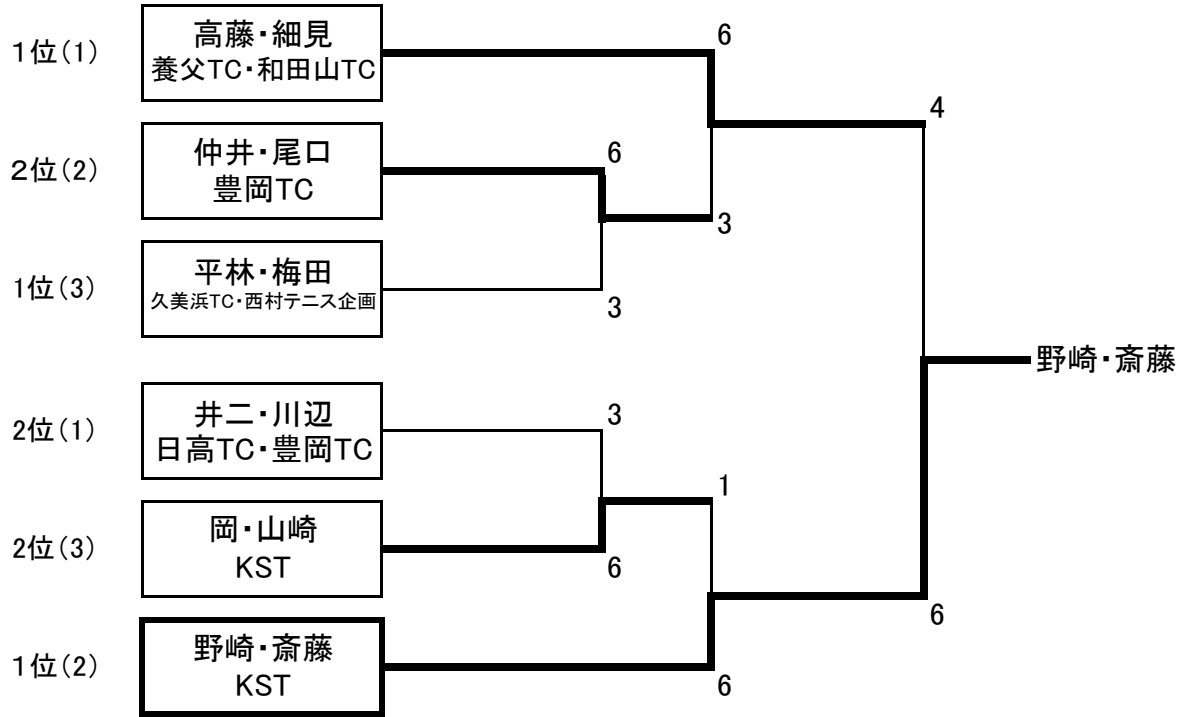 1位(1)
高藤・細見
養父TC・和田山TC
6
4
2位(2)
仲井・尾口
豊岡TC
6
3
1位(3)
平林・梅田
久美浜TC・西村テニス企画
3
野崎・斎藤
2位(1)
井二・川辺
日高TC・豊岡TC
3
1
2位(3)
岡・山崎
KST
6
6
1位(2)
野崎・斎藤
KST
6